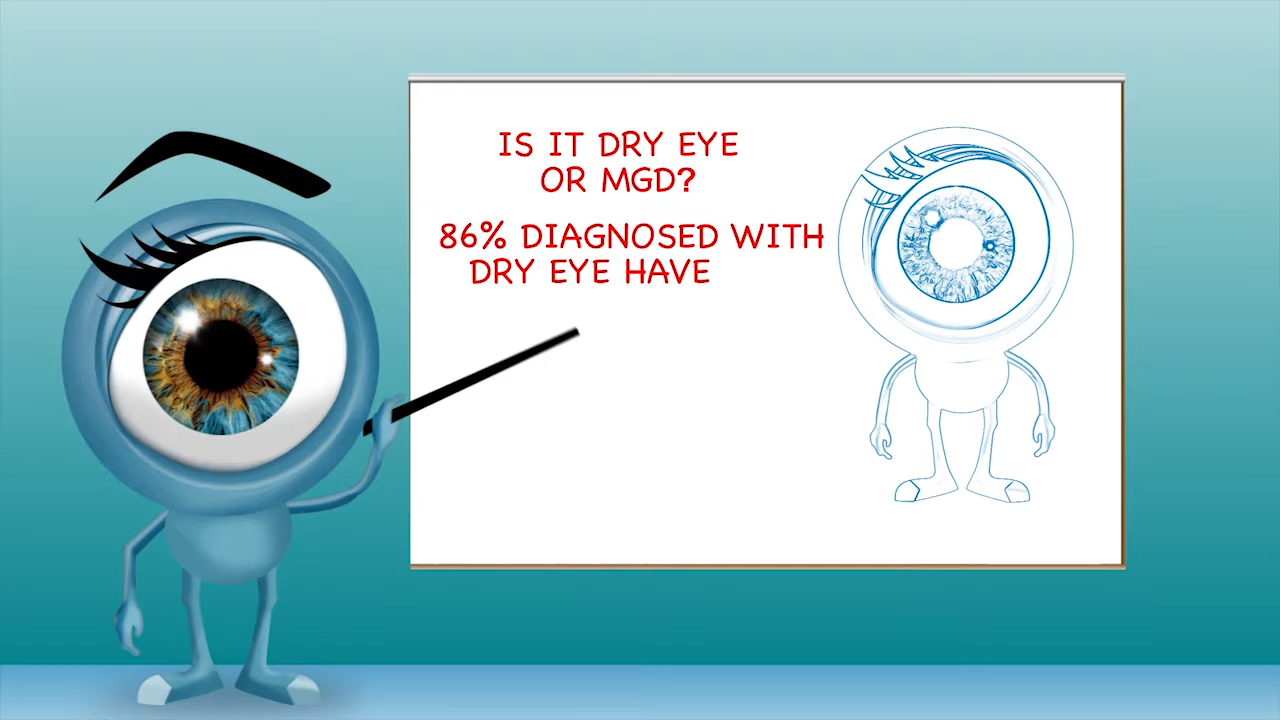 IS IT DRY EYE
OR MGD?
86% DIAGNOSED WITH
DRY EYE HAVE